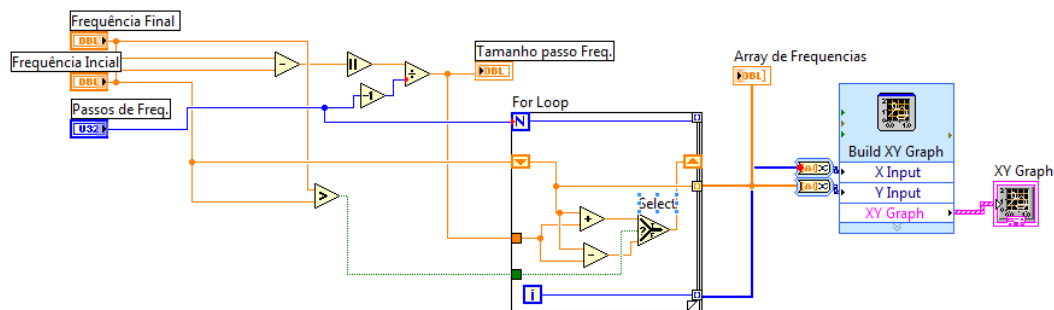 Frequência Final
DBL
Frequência Incial
DBL
Passos de Freq.
U32
-1
Tamanho passo Freq.
DBL
For Loop
N
Select
i
Array de Frequencias
DBL
Build XY Graph
X Input
Y Input
XY Graph
XY Graph